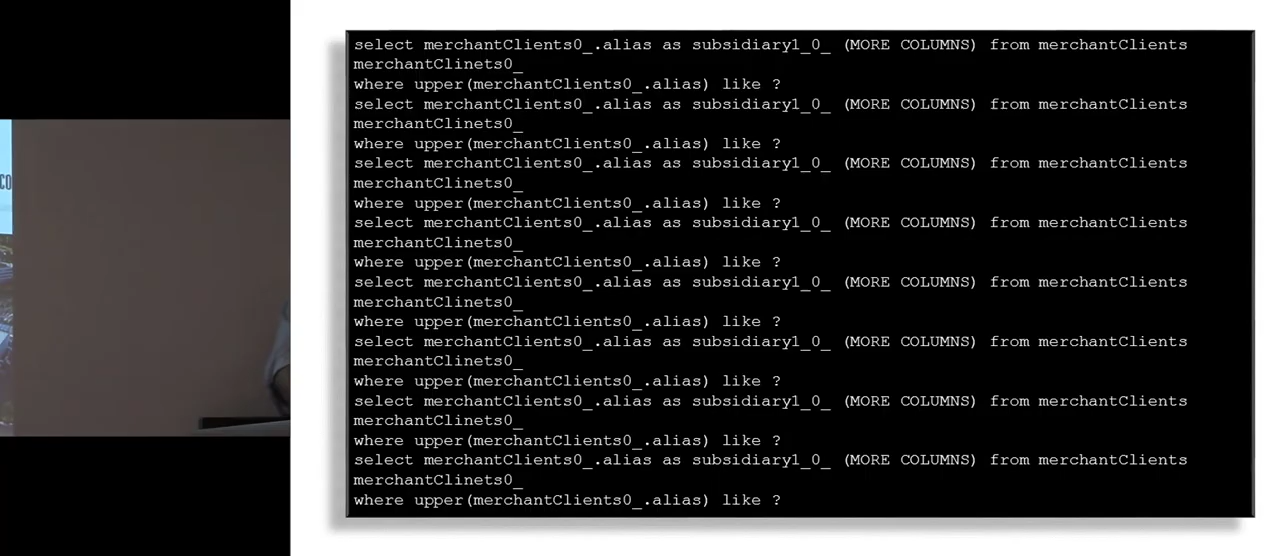 co
select merchantClients0_.alias as subsidiary1_0_ (MORE COLUMNS) from merchantClients
merchantClinets0_
where upper(merchantClients0_.alias) like ?
select merchantClients0_.alias as subsidiary1_0_ (MORE COLUMNS) from merchantClients
merchantClinets0_
where upper(merchantClients0_.alias) like ?
select merchantClients0_.alias as subsidiary1_0_ (MORE COLUMNS) from merchantClients
merchantClinets0_
where upper(merchantClients0_.alias) like ?
select merchantClients0_.alias as subsidiary1_0_ (MORE COLUMNS) from merchantClients
merchantClinets0_
where upper(merchantClients0_.alias) like ?
select merchantClients0_.alias as subsidiary1_0_ (MORE COLUMNS) from merchantClients
merchantClinets0_
where upper(merchantClients0_.alias) like ?
select merchantClients0_.alias as subsidiary1_0_ (MORE COLUMNS) from merchantClients
merchantClinets0_
where upper(merchantClients0_.alias) like ?
select merchantClients0_.alias as subsidiary1_0_ (MORE COLUMNS) from merchantClients
merchantClinets0_
where upper(merchantClients0_.alias) like ?
select merchantClients0_.alias as subsidiary1_0_ (MORE COLUMNS) from merchantClients
merchantClinets0_
where upper(merchantClients0_.alias) like ?